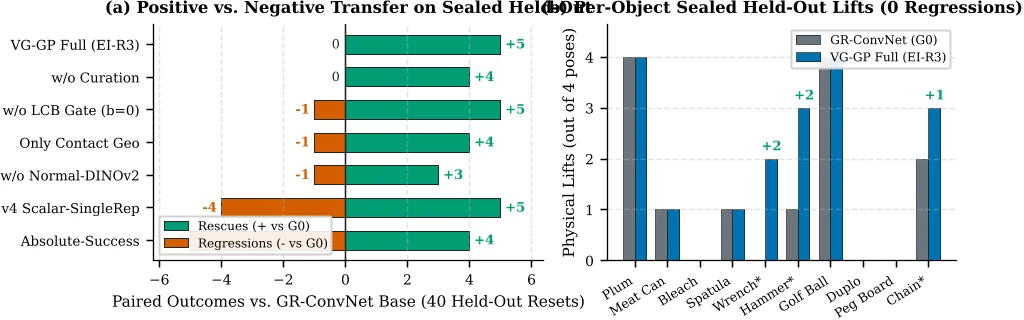 (a) Positive vs. Negative Transfer on Sealed Held-Out
VG-GP Full (EI-R3)
w/o Curation
w/o LCB Gate (b=0)
Only Contact Geo
w/o Normal-DINOv2
v4 Scalar-SingleRep
Absolute-Success
0
+5
0
+4
-1
+5
-1
+4
-1
+3
-4
+5
+4
Rescues (+ vs G0)
Regressions (- vs G0)
−6
−4
−2
0
2
4
6
Paired Outcomes vs. GR-ConvNet Base (40 Held-Out Resets)
(b) Per-Object Sealed Held-Out Lifts (0 Regressions)
GR-ConvNet (G0)
VG-GP Full (EI-R3)
Physical Lifts (out of 4 poses)
4
3
2
1
0
+2
+2
+1
Plum
Meat Can
Bleach
Spatula
Wrench*
Hammer*
Golf Ball
Duplo
Peg Board
Chain*